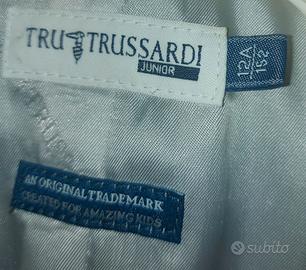 TRU TRUSSARDI
JUNIOR
12A
152
AN ORIGINAL TRADEMARK
CREATED FOR AMAZING KIDS
subito